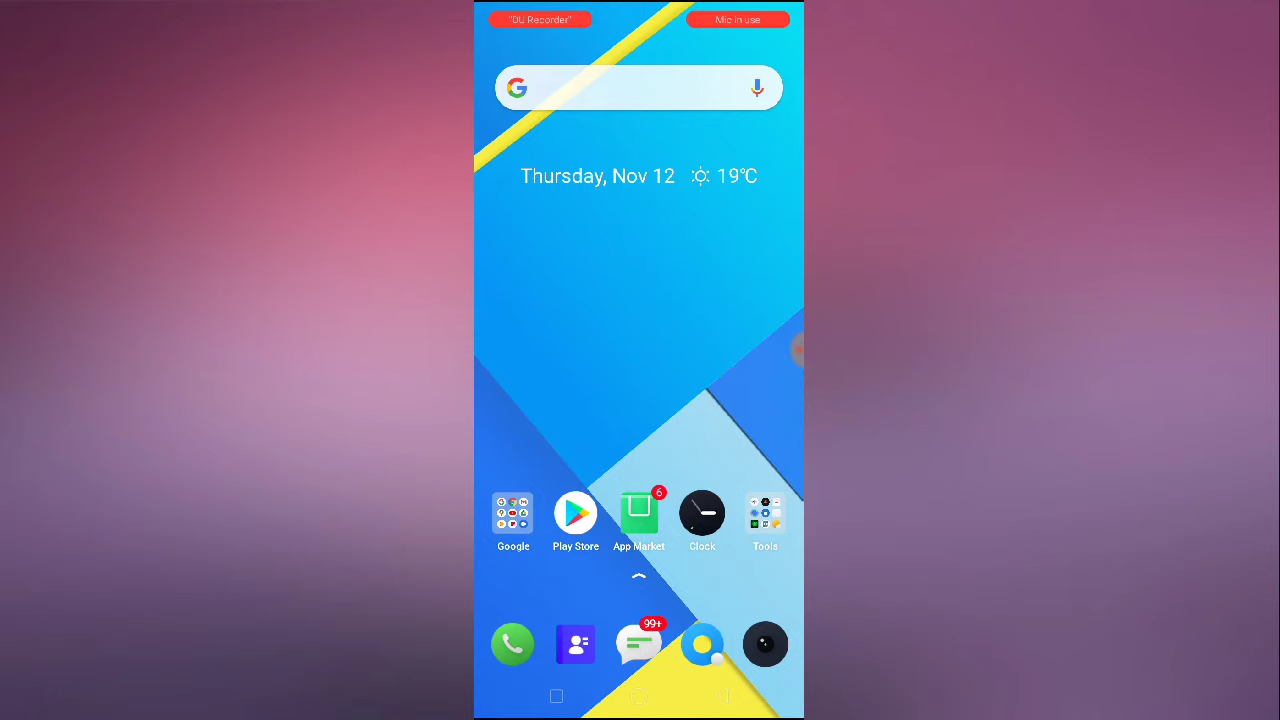 "DU Recorder" Mic in use
Thursday, Nov 12 19°C
6
Google Play Store App Market Clock Tools
99+